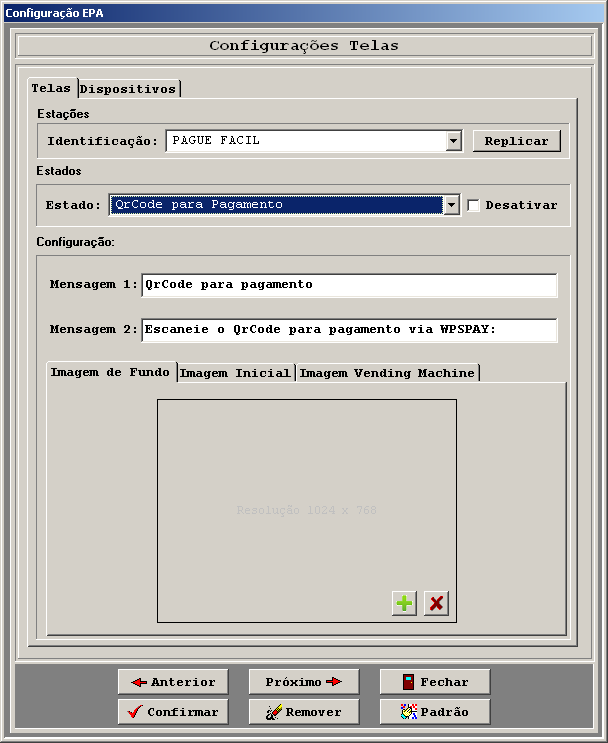 Configuração EPA
Configurações Telas
Telas Dispositivos
Estações
Identificação: PAGUE FACIL Replicar
Estados
Estado: QrCode para Pagamento Desativar
Configuração:
Mensagem 1: QrCode para pagamento
Mensagem 2: Escaneie o QrCode para pagamento via WPSPAY:
Imagem de Fundo Imagem Inicial Imagem Vending Machine
Resolução 1024 x 768
Anterior Próximo Fechar
Confirmar Remover Padrão